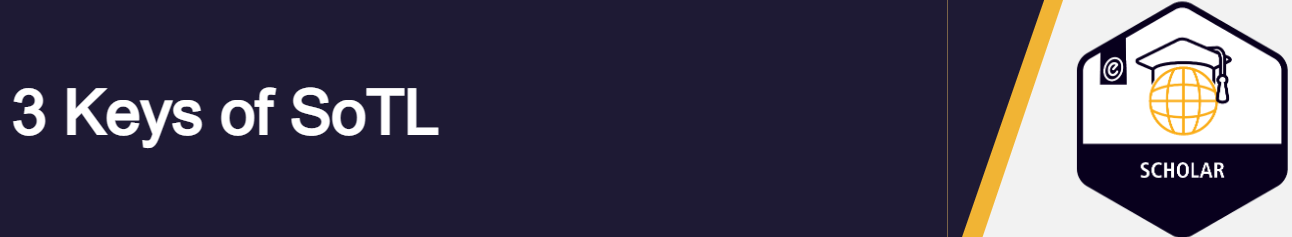 3 Keys of SoTL
e
SCHOLAR